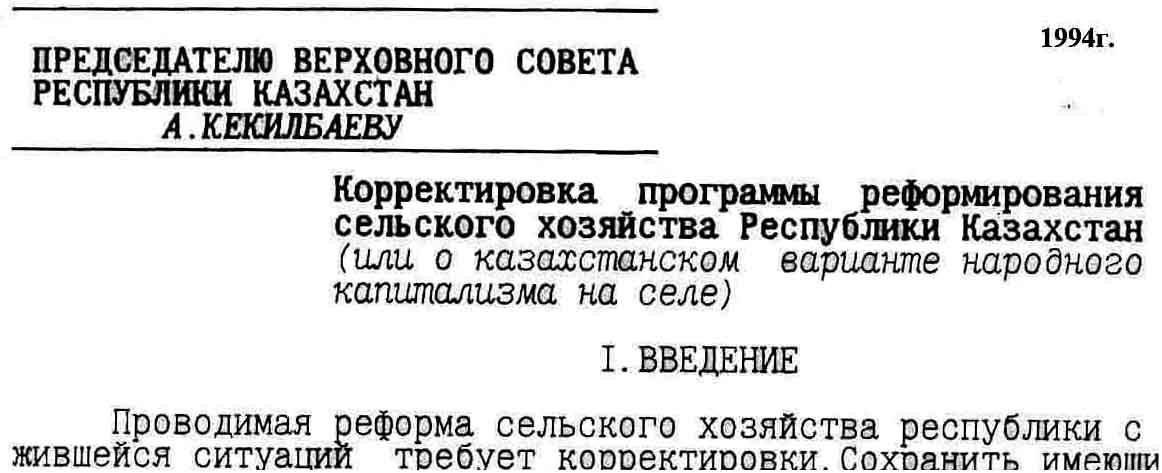 1994г.
ПРЕДСЕДАТЕЛЮ ВЕРХОВНОГО СОВЕТА
РЕСПУБЛИКИ КАЗАХСТАН
А.КЕКИЛБАЕВУ
Корректировка программы реформирования
сельского хозяйства Республики Казахстан
(или о казахстанском варианте народного
капитализма на селе)
I.ВВЕДЕНИЕ
Проводимая реформа сельского хозяйства республики с
жившейся ситуаций требует корректировки.Сохранить имеющи